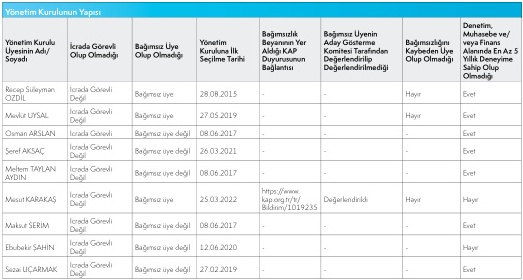 Yönetim Kurulunun Yapısı
Yönetim Kurulu Üyesinin Adı/ Soyadı | İcrada Görevli Olup Olmadığı | Bağımsız Üye Olup Olmadığı | Yönetim Kuruluna İlk Seçilme Tarihi | Bağımsızlık Beyanının Yer Aldığı KAP Duyurusunun Bağlantısı | Bağımsız Üyenin Aday Gösterme Komitesi Tarafından Değerlendirilip Değerlendirilmediği | Bağımsızlığını Kaybeden Üye Olup Olmadığı | Denetim, Muhasebe ve/ veya Finans Alanında En Az 5 Yıllık Deneyime Sahip Olup Olmadığı
Recep Süleyman ÖZDİL | İcrada Görevli Değil | Bağımsız üye | 28.08.2015 | - | - | Hayır | Evet
Mevlüt UYSAL | İcrada Görevli Değil | Bağımsız üye | 27.05.2019 | - | - | Hayır | Evet
Osman ARSLAN | İcrada Görevli | Bağımsız üye değil | 08.06.2017 | - | - | - | Evet
Şeref AKSAÇ | İcrada Görevli Değil | Bağımsız üye değil | 26.03.2021 | - | - | - | Evet
Meltem TAYLAN AYDIN | İcrada Görevli Değil | Bağımsız üye değil | 08.06.2017 | - | - | - | Evet
Mesut KARAKAŞ | İcrada Görevli Değil | Bağımsız üye | 25.03.2022 | https://www.kap.org.tr/tr/Bildirim/1019235 | Değerlendirildi | Hayır | Hayır
Maksut SERİM | İcrada Görevli Değil | Bağımsız üye değil | 08.06.2017 | - | - | - | Evet
Ebubekir ŞAHİN | İcrada Görevli Değil | Bağımsız üye değil | 12.06.2020 | - | - | - | Hayır
Sezai UÇARMAK | İcrada Görevli Değil | Bağımsız üye değil | 27.02.2019 | - | - | - | Evet